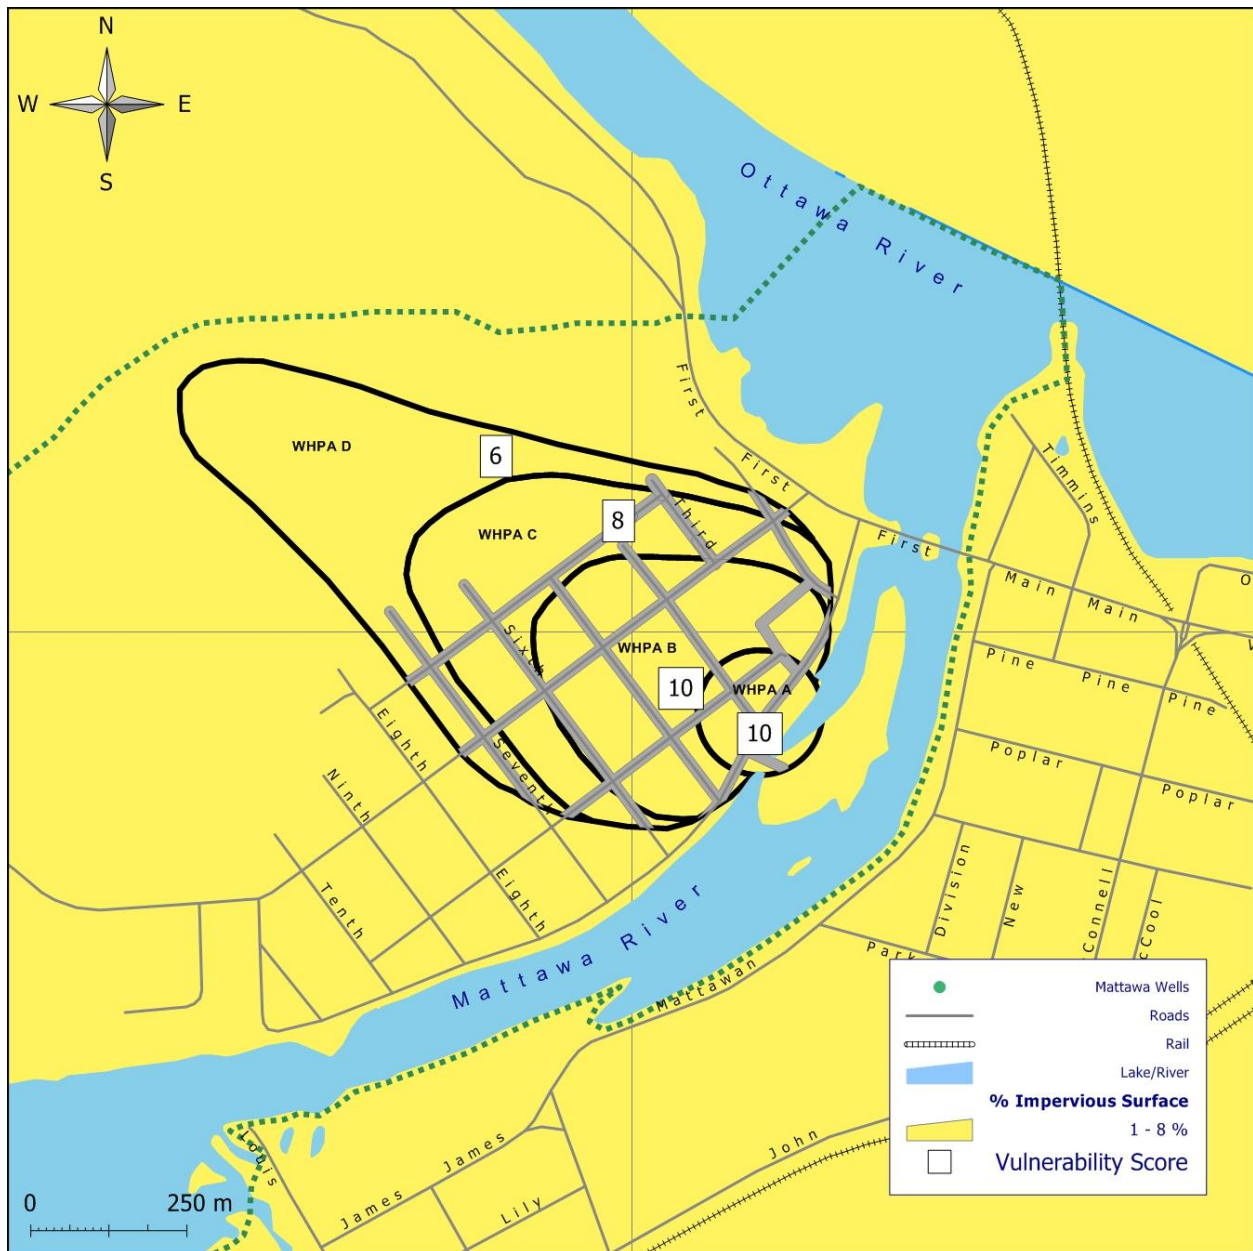 N
W E
S
Ottawa River
First
WHPA D
6
First
Timmins
Third
8
WHPA C
First
Main
Main
O
WHPA B
Sixth
Pine
Pine
Pine
10
WHPA A
Eighth
10
Poplar
Seventh
Poplar
Ninth
Tenth
Eighth
Division
New
Connell
cCool
Mattawa River
Park
Mattawan
Mattawa Wells
Roads
Rail
Lake/River
% Impervious Surface
1 - 8 %
Vulnerability Score
Louis
James
James
John
Lily
0 250 m